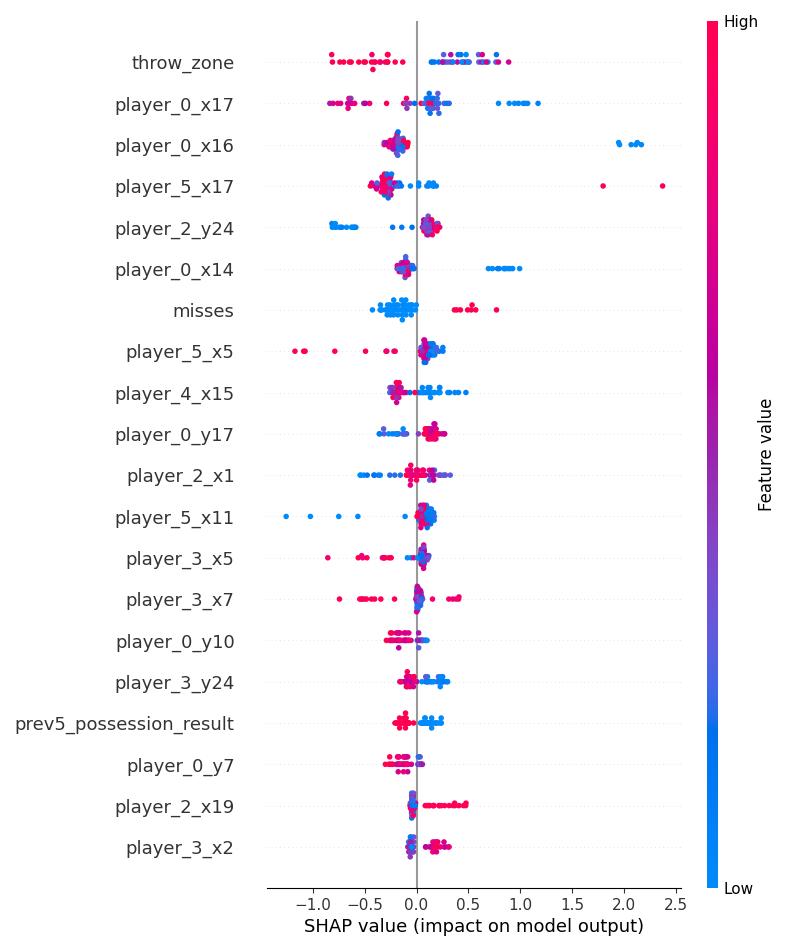 High
throw_zone
player_0_x17
player_0_x16
player_5_x17
player_2_y24
player_0_x14
misses
player_5_x5
player_4_x15
player_0_y17
player_2_x1
player_5_x11
player_3_x5
player_3_x7
player_0_y10
player_3_y24
prev5_possession_result
player_0_y7
player_2_x19
player_3_x2
Feature value
Low
−1.0 −0.5 0.0 0.5 1.0 1.5 2.0 2.5
SHAP value (impact on model output)